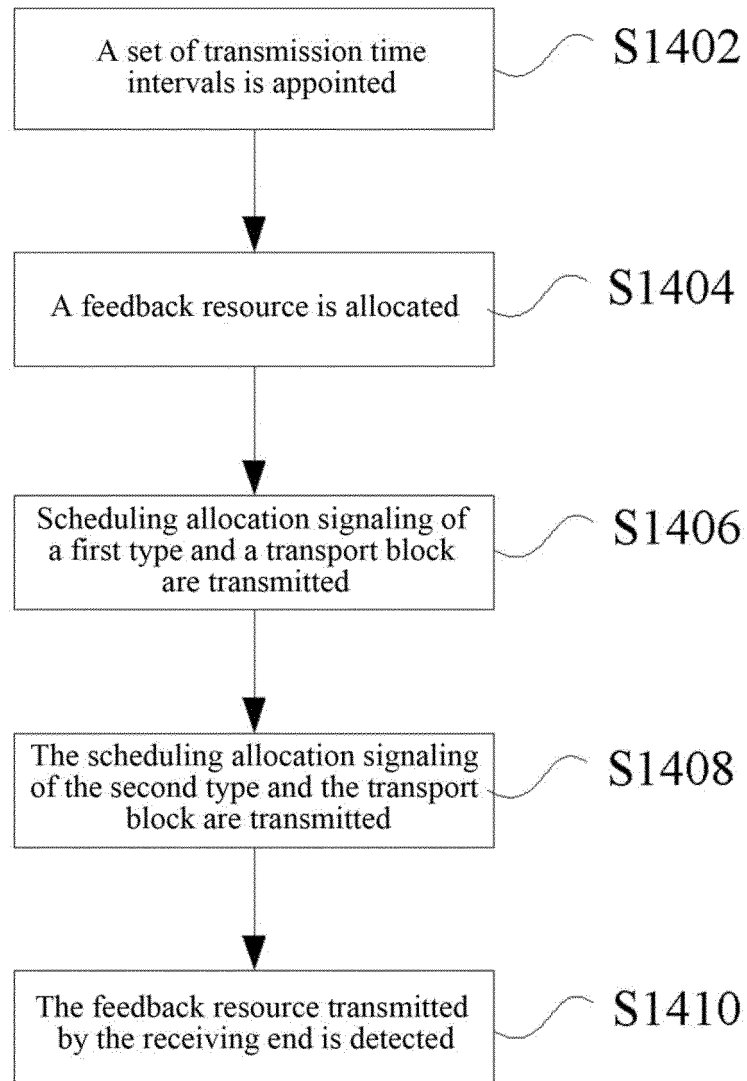 A set of transmission time
intervals is appointed
S1402
A feedback resource is allocated
S1404
Scheduling allocation signaling of
a first type and a transport block
are transmitted
S1406
The scheduling allocation signaling
of the second type and the transport
block are transmitted
S1408
The feedback resource transmitted
by the receiving end is detected
S1410